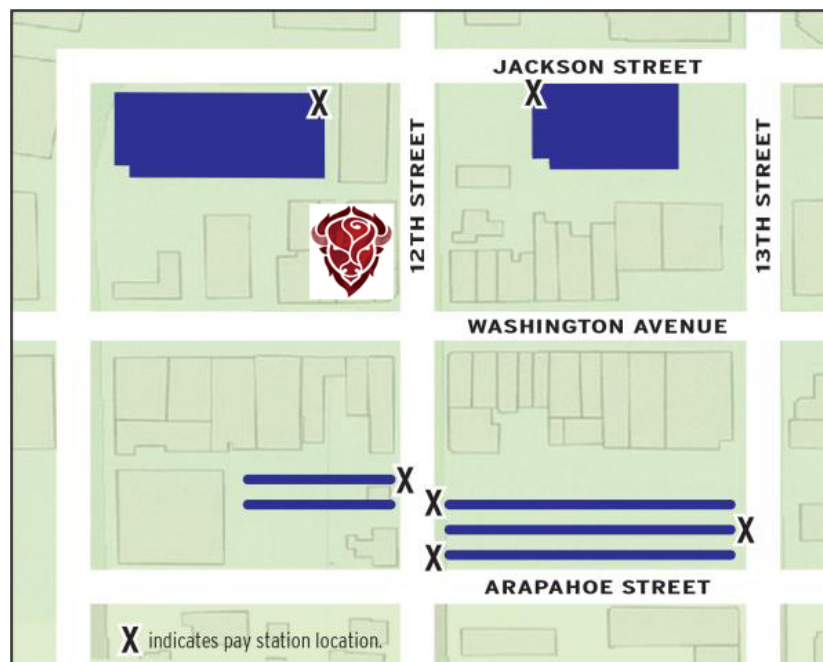 JACKSON STREET
X
X
12TH STREET
13TH STREET
WASHINGTON AVENUE
X
X
X
X
ARAPAHOE STREET
X indicates pay station location.